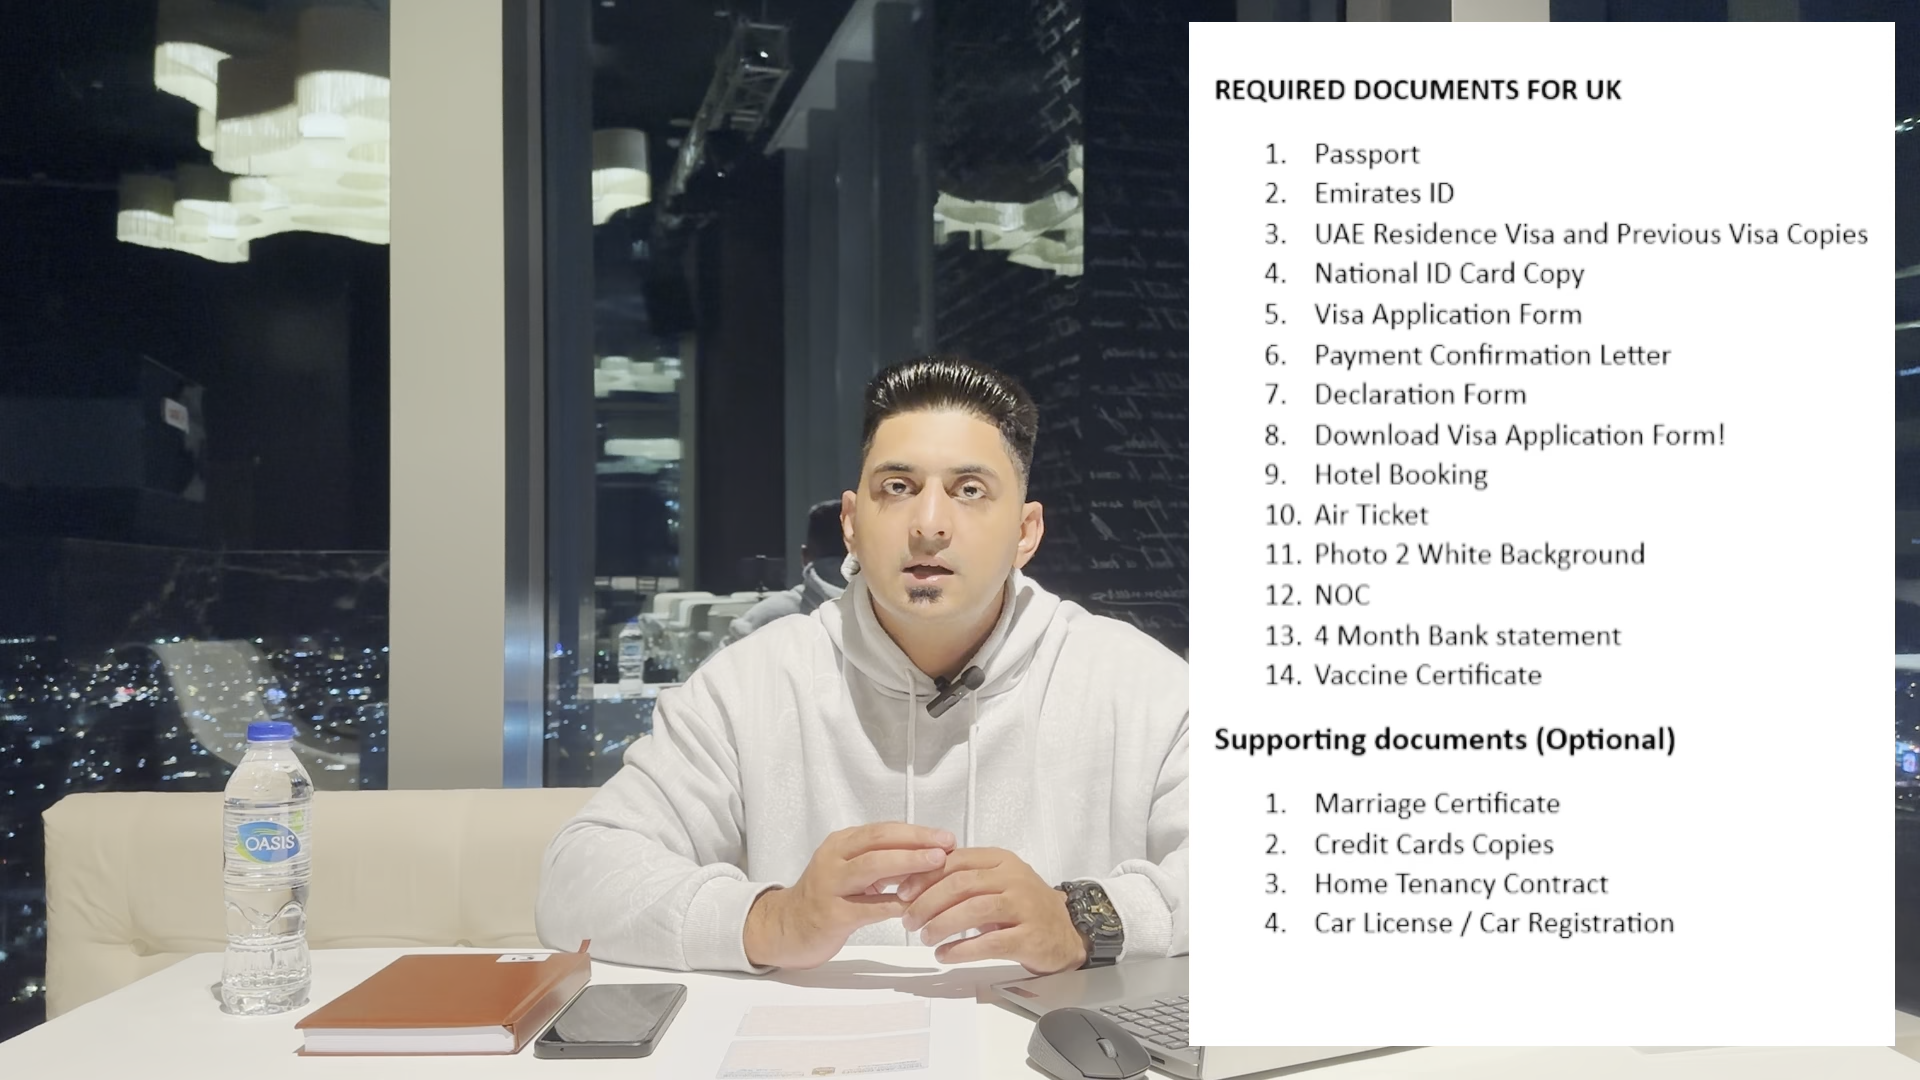 REQUIRED DOCUMENTS FOR UK
1. Passport
2. Emirates ID
3. UAE Residence Visa and Previous Visa Copies
4. National ID Card Copy
5. Visa Application Form
6. Payment Confirmation Letter
7. Declaration Form
8. Download Visa Application Form!
9. Hotel Booking
10. Air Ticket
11. Photo 2 White Background
12. NOC
13. 4 Month Bank statement
14. Vaccine Certificate
Supporting documents (Optional)
1. Marriage Certificate
2. Credit Cards Copies
3. Home Tenancy Contract
4. Car License / Car Registration
OASIS